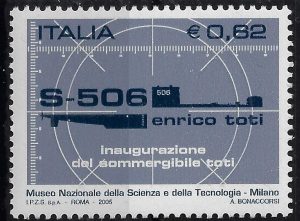 ITALIA € 0,62
S-506
506
enrico toti
inaugurazione
del sommergibile toti
Museo Nazionale della Scienza e della Tecnologia - Milano
I.P.Z.S. S.p.A. - ROMA - 2005 A. BONACCORSI